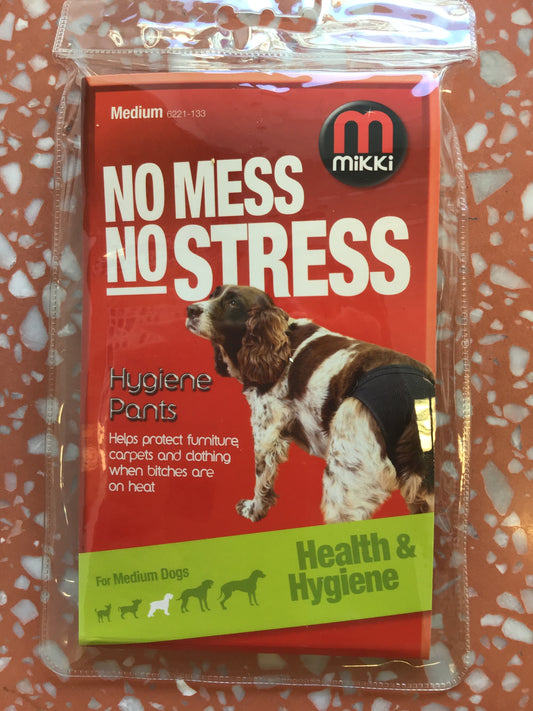 Medium 6221-133
m
mikki
NO MESS
NO STRESS
Hygiene
Pants
Helps protect furniture,
carpets and clothing
when bitches are
on heat
For Medium Dogs
Health &
Hygiene